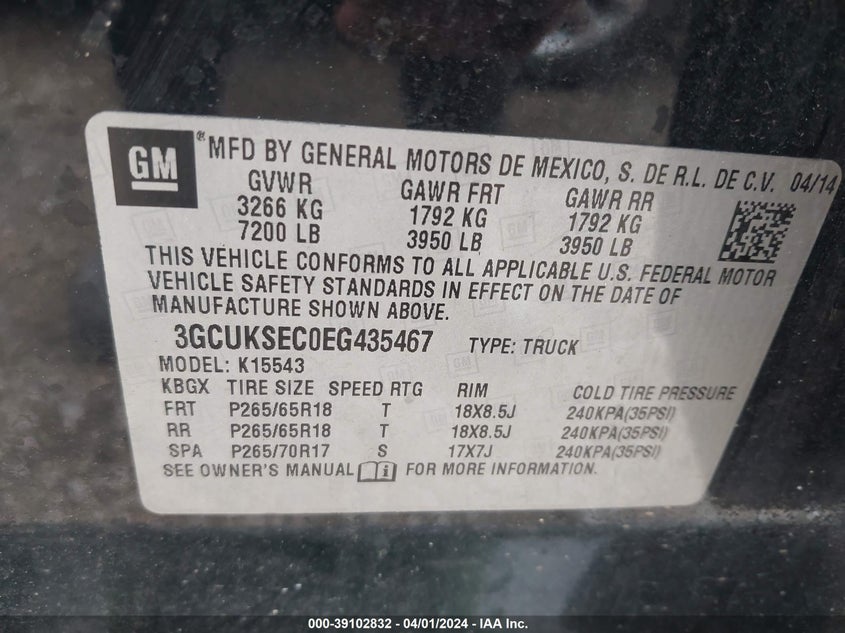 GM
®MFD BY GENERAL MOTORS DE MEXICO, S. DE R.L. DE C.V. 04/14
GVWR GAWR FRT GAWR RR
3266 KG 1792 KG 1792 KG
7200 LB 3950 LB 3950 LB
THIS VEHICLE CONFORMS TO ALL APPLICABLE U.S. FEDERAL MOTOR
VEHICLE SAFETY STANDARDS IN EFFECT ON THE DATE OF
MANUFACTURE SHOWN ABOVE.
3GCUKSEC0EG435467 TYPE: TRUCK
MODEL: K15543
KBGX TIRE SIZE SPEED RTG RIM COLD TIRE PRESSURE
FRT P265/65R18 T 18X8.5J 240KPA(35PSI)
RR P265/65R18 T 18X8.5J 240KPA(35PSI)
SPA P265/70R17 S 17X7J 240KPA(35PSI)
SEE OWNER'S MANUAL i FOR MORE INFORMATION.
000-39102832 - 04/01/2024 - IAA Inc.